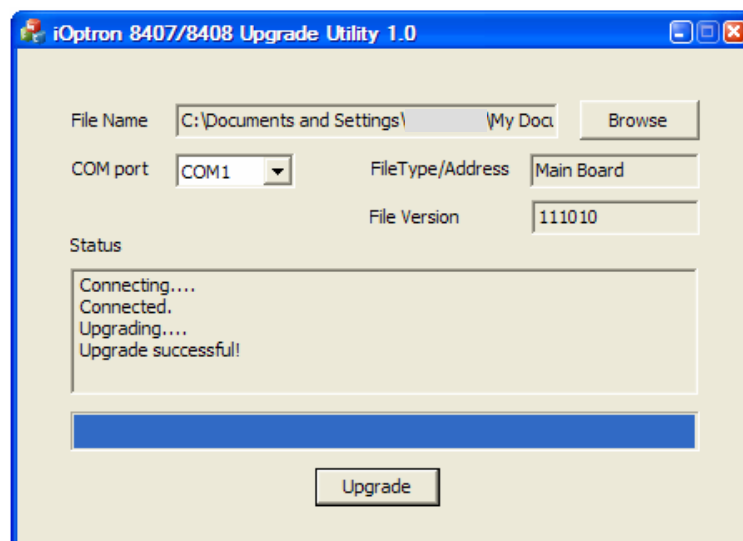 iOptron 8407/8408 Upgrade Utility 1.0
File Name C:\Documents and Settings\ \My Docu Browse
COM port COM1 FileType/Address Main Board
File Version 111010
Status
Connecting....
Connected.
Upgrading....
Upgrade successful!
Upgrade